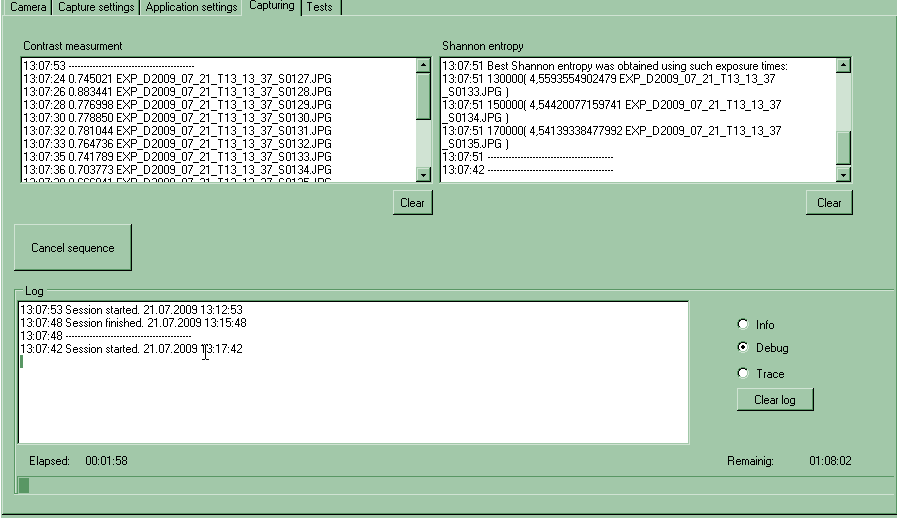 Camera Capture settings Application settings Capturing Tests
Contrast measurment
13:07:53 ------------------------------------------
13:07:24 0.745021 EXP_D2009_07_21_T13_13_37_S0127.JPG
13:07:26 0.883441 EXP_D2009_07_21_T13_13_37_S0128.JPG
13:07:28 0.776998 EXP_D2009_07_21_T13_13_37_S0129.JPG
13:07:30 0.778850 EXP_D2009_07_21_T13_13_37_S0130.JPG
13:07:32 0.781044 EXP_D2009_07_21_T13_13_37_S0131.JPG
13:07:33 0.764736 EXP_D2009_07_21_T13_13_37_S0132.JPG
13:07:35 0.741789 EXP_D2009_07_21_T13_13_37_S0133.JPG
13:07:36 0.703773 EXP_D2009_07_21_T13_13_37_S0134.JPG
Clear
Shannon entropy
13:07:51 Best Shannon entropy was obtained using such exposure times:
13:07:51 130000( 4,5593554902479 EXP_D2009_07_21_T13_13_37
_S0133.JPG )
13:07:51 150000( 4,54420077159741 EXP_D2009_07_21_T13_13_37
_S0134.JPG )
13:07:51 170000( 4,54139338477992 EXP_D2009_07_21_T13_13_37
_S0135.JPG )
13:07:51 ------------------------------------------
13:07:42 ------------------------------------------
Clear
Cancel sequence
Log
13:07:53 Session started. 21.07.2009 13:12:53
13:07:48 Session finished. 21.07.2009 13:15:48
13:07:48 ------------------------------------------
13:07:42 Session started. 21.07.2009 13:17:42
Info
Debug
Trace
Clear log
Elapsed: 00:01:58
Remainig: 01:08:02